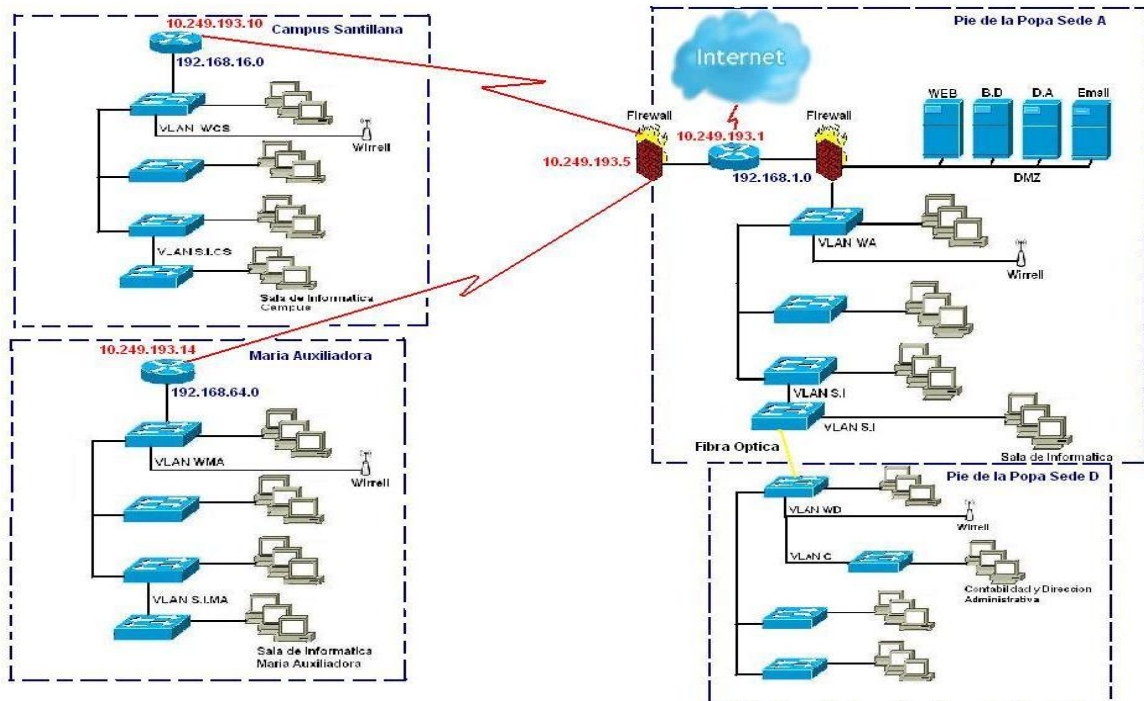 10.249.193.10
Campus Santillana
192.168.16.0
VLAN WCS
Wirrell
VLAN S.I.CS
Sala de Informatica
Campus
10.249.193.14
Maria Auxiliadora
192.168.64.0
VLAN WMA
Wirrell
VLAN S.I.MA
Sala de Informatica
Maria Auxiliadora
Pie de la Popa Sede A
Internet
Firewall
10.249.193.1
Firewall
10.249.193.5
192.168.1.0
WEB
B.D
D.A
Email
DMZ
VLAN WA
Wirrell
VLAN S.I
VLAN S.I
Fibra Optica
Sala de Informatica
Pie de la Popa Sede D
VLAN WD
Wirrell
VLAN C
Contabilidad y Direccion
Administrativa